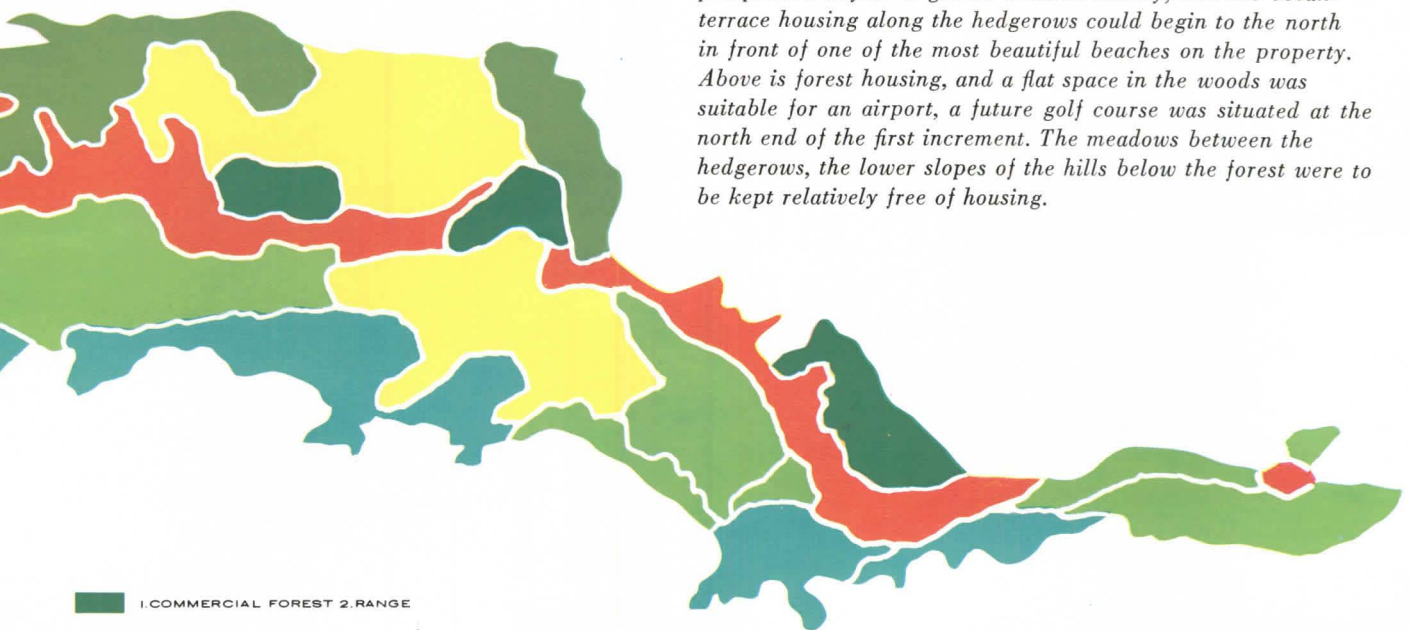 terrace housing along the hedgerows could begin to the north
in front of one of the most beautiful beaches on the property.
Above is forest housing, and a flat space in the woods was
suitable for an airport, a future golf course was situated at the
north end of the first increment. The meadows between the
hedgerows, the lower slopes of the hills below the forest were to
be kept relatively free of housing.
1.COMMERCIAL FOREST 2.RANGE